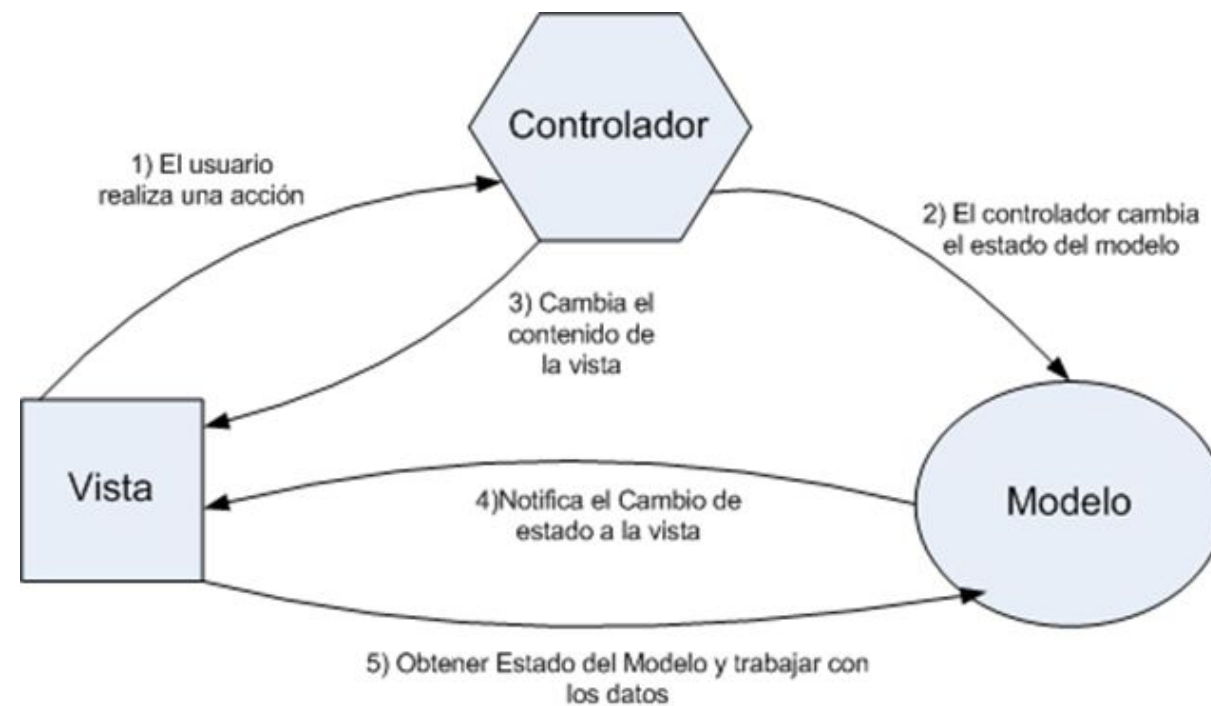 Controlador
1) El usuario
realiza una acción
2) El controlador cambia
el estado del modelo
3) Cambia el
contenido de
la vista
Vista
4)Notifica el Cambio de
estado a la vista
Modelo
5) Obtener Estado del Modelo y trabajar con
los datos